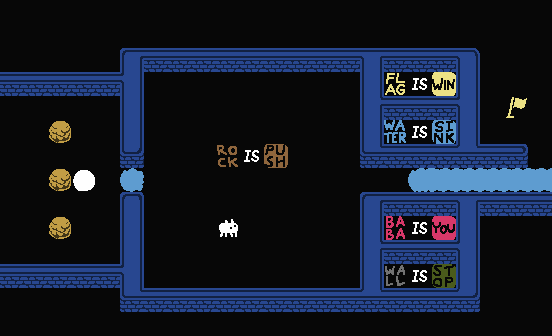 FLAG IS WIN
WATER IS SINK
ROCK IS PUSH
BABA IS YOU
WALL IS STOP